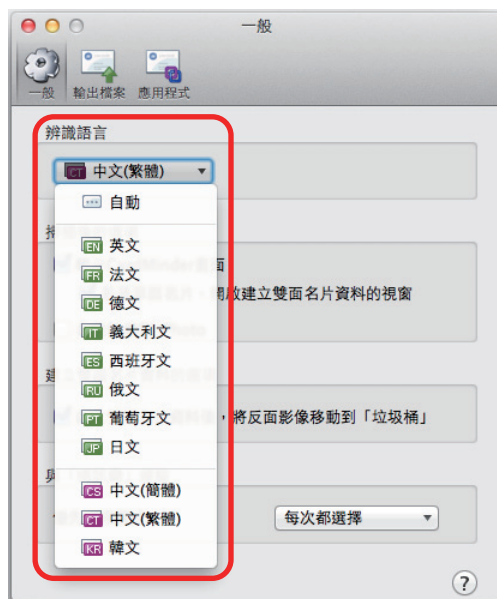 一般
一般 輸出檔案 應用程式
辨識語言
CT 中文(繁體)
自動
EN 英文
FR 法文
DE 德文
IT 義大利文
ES 西班牙文
RU 俄文
PT 葡萄牙文
JP 日文
CS 中文(簡體)
CT 中文(繁體)
KR 韓文
面
開啟建立雙面名片資料的視窗
建
,將反面影像移動到「垃圾桶」
與
每次都選擇
?